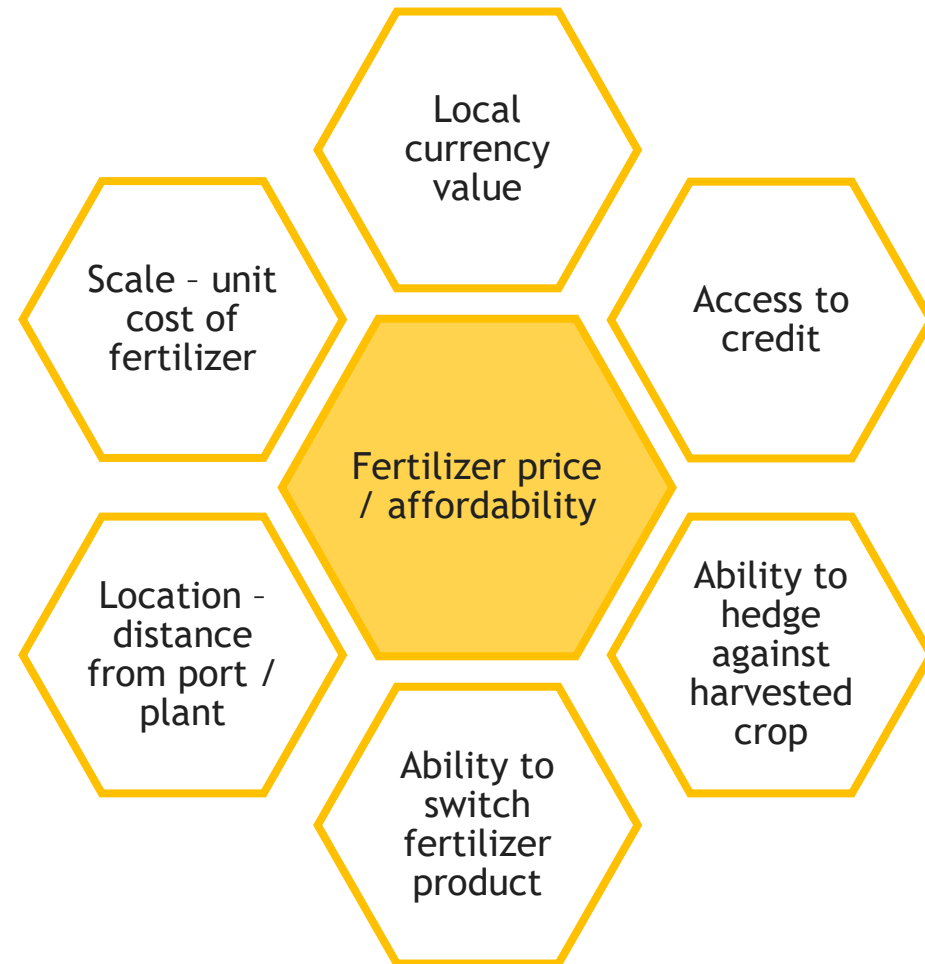 Local
currency
value
Scale – unit
cost of
fertilizer
Access to
credit
Fertilizer price
/ affordability
Location –
distance
from port /
plant
Ability to
hedge
against
harvested
crop
Ability to
switch
fertilizer
product